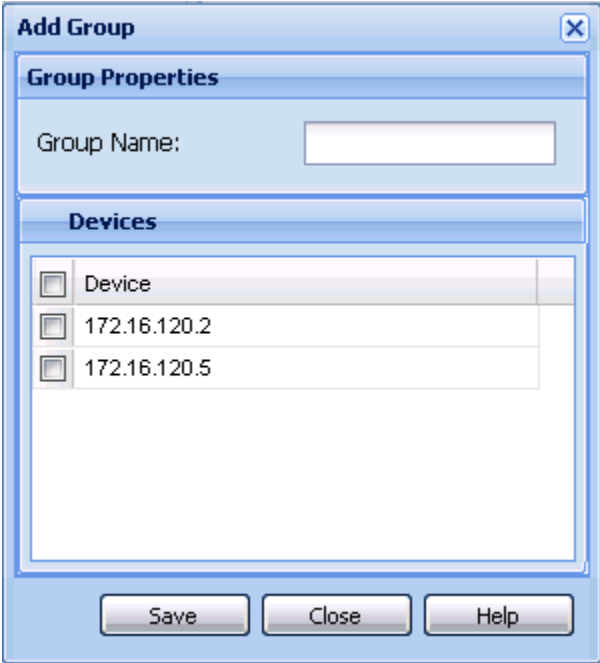 Add Group
Group Properties
Group Name:
Devices
Device
172.16.120.2
172.16.120.5
Save Close Help